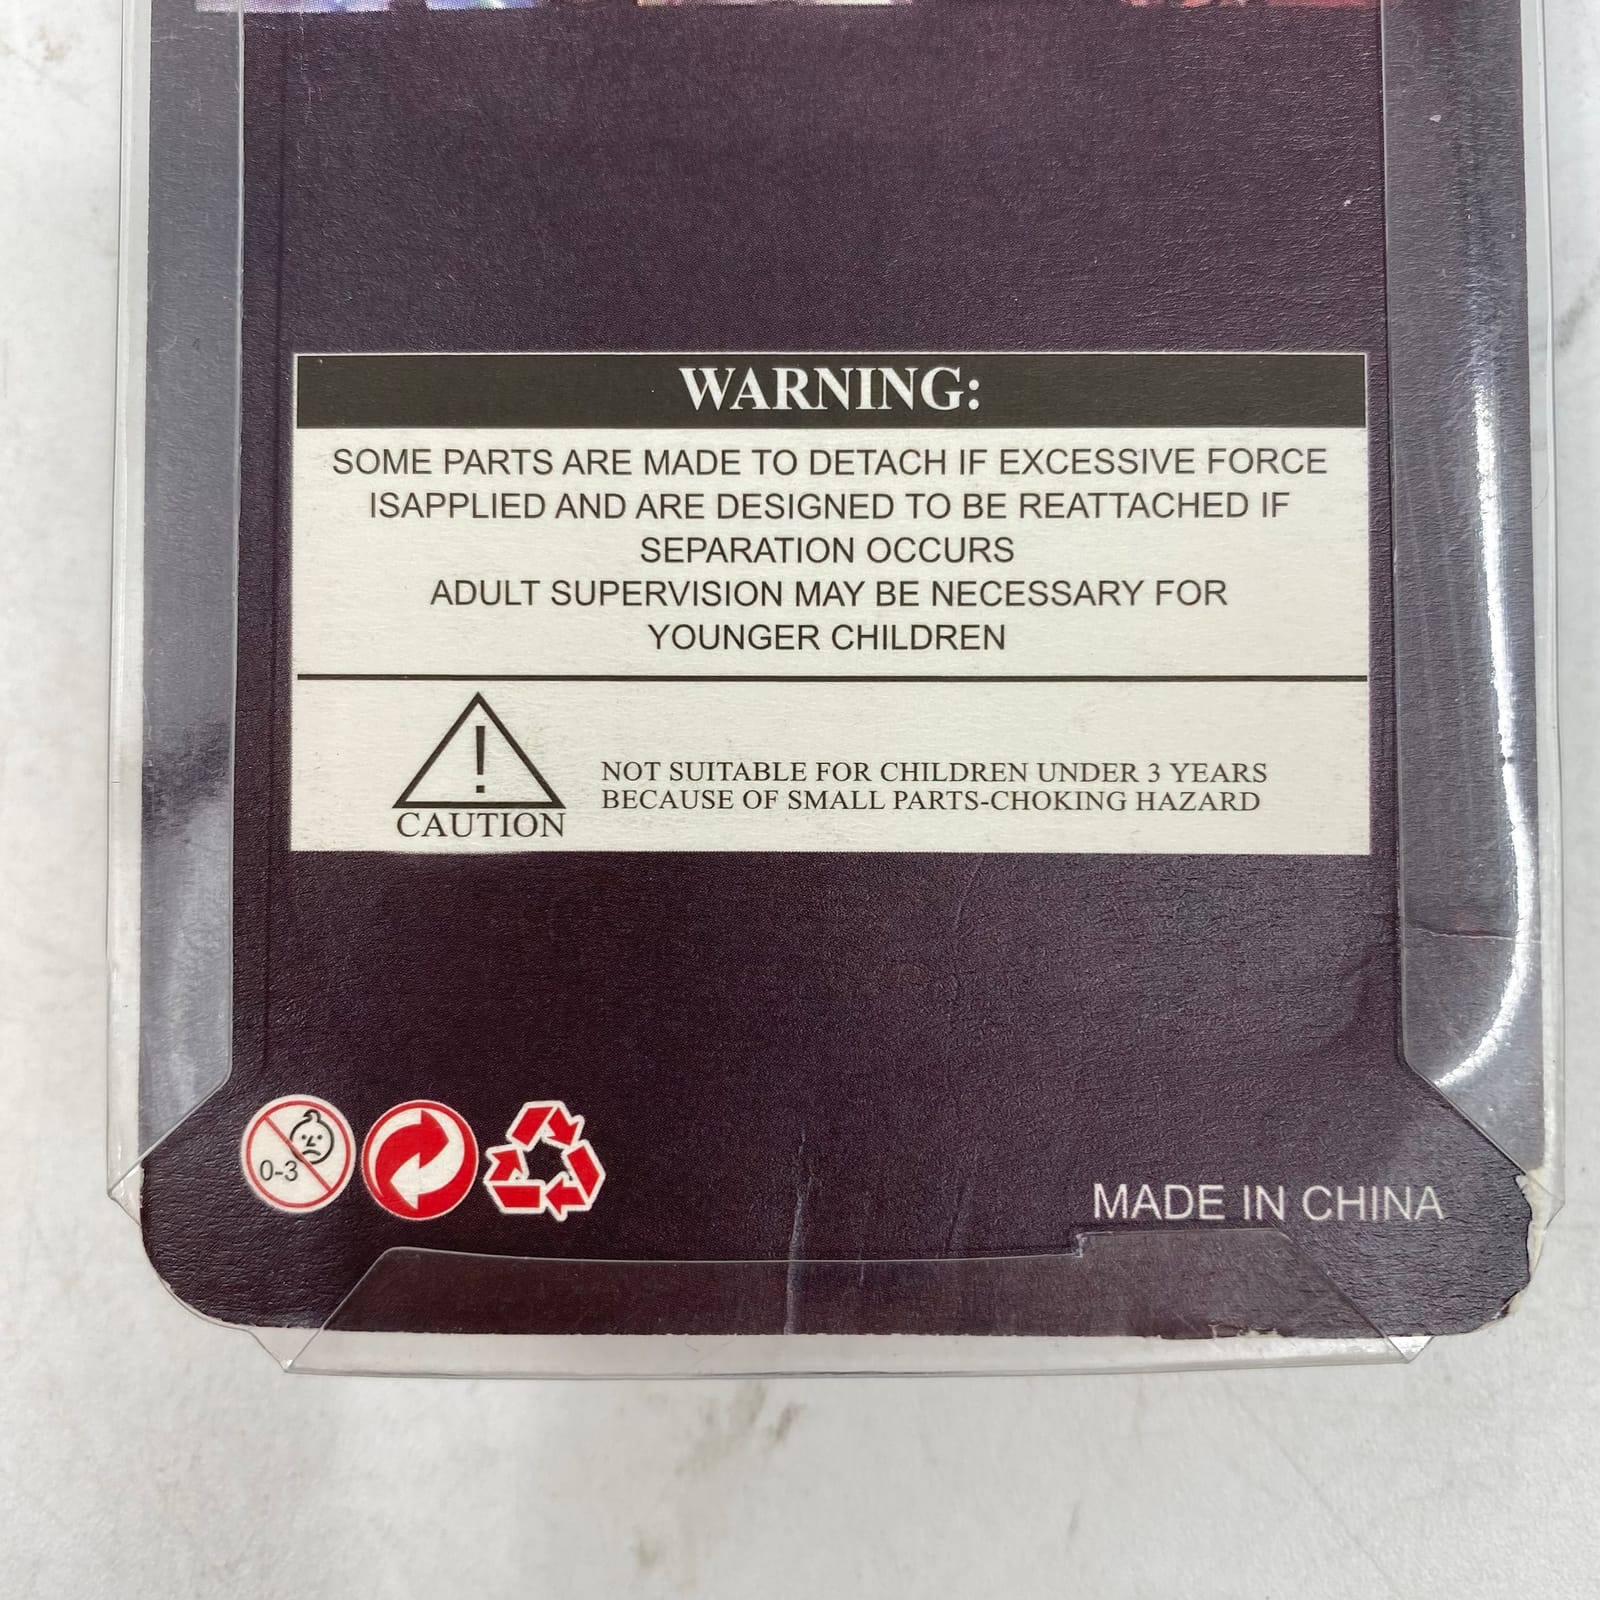 WARNING:
SOME PARTS ARE MADE TO DETACH IF EXCESSIVE FORCE
ISAPPLIED AND ARE DESIGNED TO BE REATTACHED IF
SEPARATION OCCURS
ADULT SUPERVISION MAY BE NECESSARY FOR
YOUNGER CHILDREN
!
CAUTION
NOT SUITABLE FOR CHILDREN UNDER 3 YEARS
BECAUSE OF SMALL PARTS-CHOKING HAZARD
0-3
MADE IN CHINA